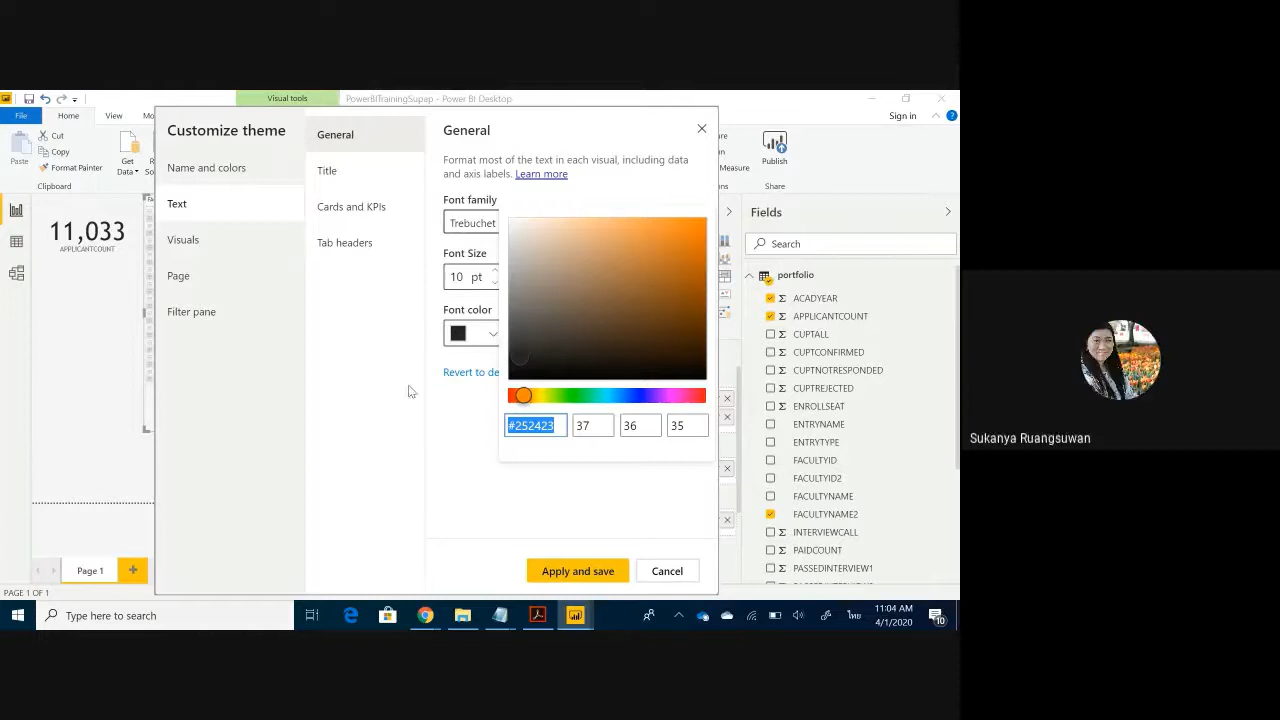 Visual tools
PowerBITrainingSupap - Power BI Desktop
File
Home
View
Mo
Sign in
Cut
Copy
Format Painter
Paste
Clipboard
Get
Data
Measure
Publish
Share
11,033
APPLICANTCOUNT
Customize theme
Name and colors
Text
Visuals
Page
Filter pane
General
Title
Cards and KPIs
Tab headers
General
Format most of the text in each visual, including data
and axis labels. Learn more
Font family
Trebuchet
Font Size
10 pt
Font color
Revert to de
#252423
37
36
35
Apply and save
Cancel
Fields
Search
portfolio
ACADYEAR
APPLICANTCOUNT
CUPTALL
CUPTCONFIRMED
CUPTNOTRESPONDED
CUPTREJECTED
ENROLLSEAT
ENTRYNAME
ENTRYTYPE
FACULTYID
FACULTYID2
FACULTYNAME
FACULTYNAME2
INTERVIEWCALL
PAIDCOUNT
PASSEDINTERVIEW1
Page 1
PAGE 1 OF 1
Type here to search
ไทย
11:04 AM
4/1/2020
10
Sukanya Ruangsuwan